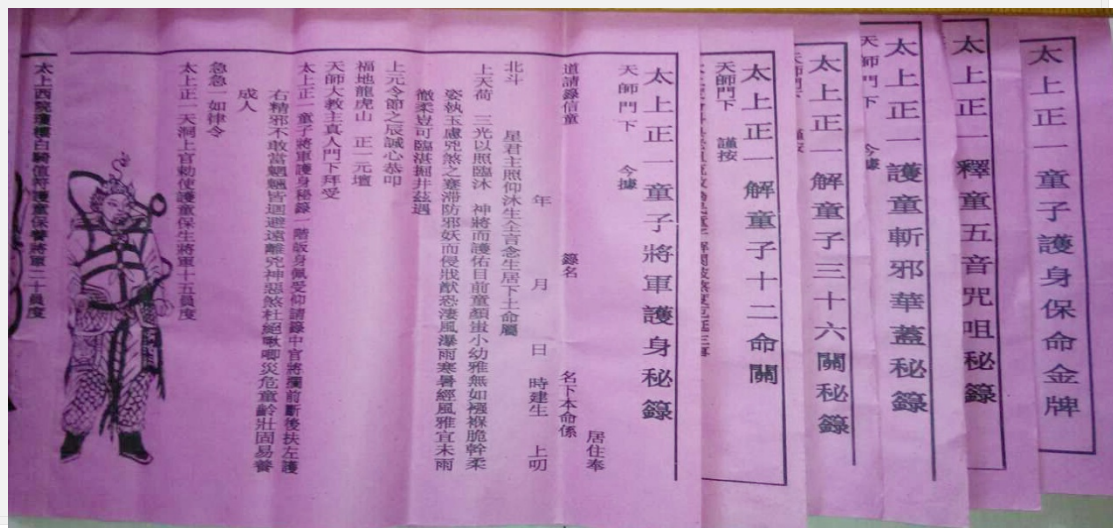 太上正一童子護身保命金牌
太上正一釋童五音咒咀秘籙
太上正一護童斬邪華蓋秘籙
天師門下 今據
太上正一解童子三十六關秘籙
太上正一解童子十二命關
天師門下 謹按
太上正一童子將軍護身秘籙
天師門下 今據
居住奉
道請籙信童 籙名 名下本命係
年 月 日 時建生 上叨
北斗 星君主照仰沐生全言念生居下土命屬
上天荷 三光以照臨沐 神將而護佑目前童顏蚩小幼雅無如襁褓脆幹柔
姿執玉慮兇煞之蹇滯防邪妖而侵戕猷恐淒風瀑雨寒暑經風雅宜未雨
徹柔豈可臨湛掘井茲遇
上元令節之辰誠心恭叩
福地龍虎山 正一元壇
天師大教主真人門下拜受
太上正一童子將軍護身秘籙一階版身佩受仰請籙中官將攔前斷後扶左護
右精邪不敢當魍魎皆迴避遠離兇神惡煞杜絕啾唧災危童齡壯固易養
成人
急急一如律令
太上正一天洞上官勅使護童保生將軍十五員度
太上西院瓊樓白騎值符護童保養將軍二十員度